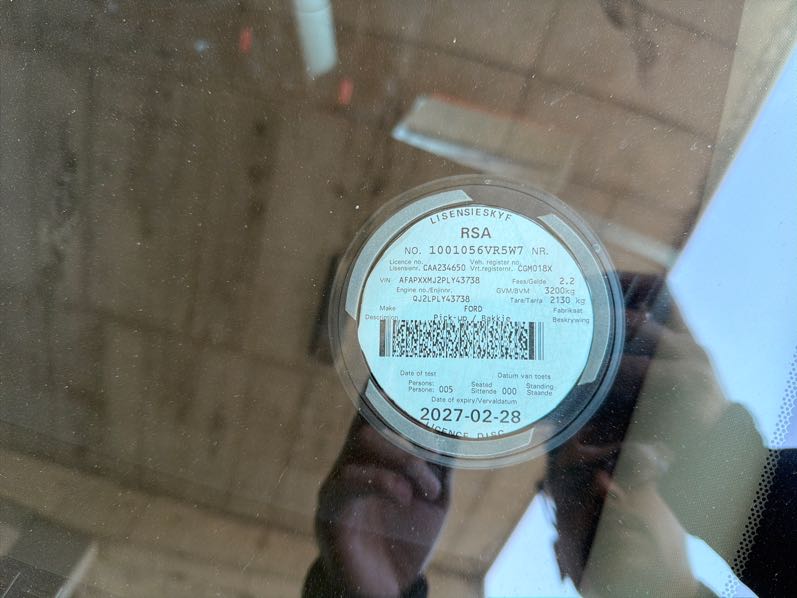 LISENSIESKYF
RSA
NO. 1001056VR5W7 NR.
Licence no. Veh. register no.
Lisensienr. CAA234650 Vrt.registernr. CGM018X
VIN AFAPXXMJ2PLY43738 Fees/Gelde 2.2
Engine no./Enjinnr. GVM/BVM 3200kg
QJ2LPLY43738 Tare/Tarra 2130 kg
Make FORD Fabrikaat
Description Pick-up / Bakkie Beskrywing
Date of test Datum van toets
Persons: Seated Standing
Persone: 005 Sittende 000 Staande
Date of expiry/Vervaldatum
2027-02-28
LICENCE DISC